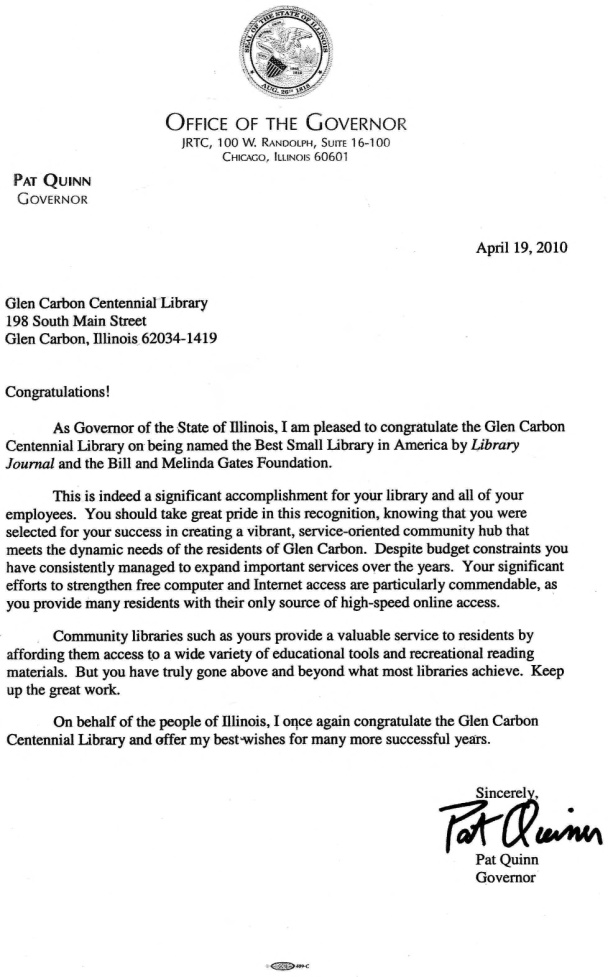 SEAL OF THE STATE OF ILLINOIS
AUG. 26TH 1818
OFFICE OF THE GOVERNOR
JRTC, 100 W. RANDOLPH, SUITE 16-100
CHICAGO, ILLINOIS 60601
PAT QUINN
GOVERNOR
April 19, 2010
Glen Carbon Centennial Library
198 South Main Street
Glen Carbon, Illinois 62034-1419
Congratulations!
As Governor of the State of Illinois, I am pleased to congratulate the Glen Carbon
Centennial Library on being named the Best Small Library in America by Library
Journal and the Bill and Melinda Gates Foundation.
This is indeed a significant accomplishment for your library and all of your
employees. You should take great pride in this recognition, knowing that you were
selected for your success in creating a vibrant, service-oriented community hub that
meets the dynamic needs of the residents of Glen Carbon. Despite budget constraints you
have consistently managed to expand important services over the years. Your significant
efforts to strengthen free computer and Internet access are particularly commendable, as
you provide many residents with their only source of high-speed online access.
Community libraries such as yours provide a valuable service to residents by
affording them access to a wide variety of educational tools and recreational reading
materials. But you have truly gone above and beyond what most libraries achieve. Keep
up the great work.
On behalf of the people of Illinois, I once again congratulate the Glen Carbon
Centennial Library and offer my best wishes for many more successful years.
Sincerely,
Pat Quinn
Pat Quinn
Governor